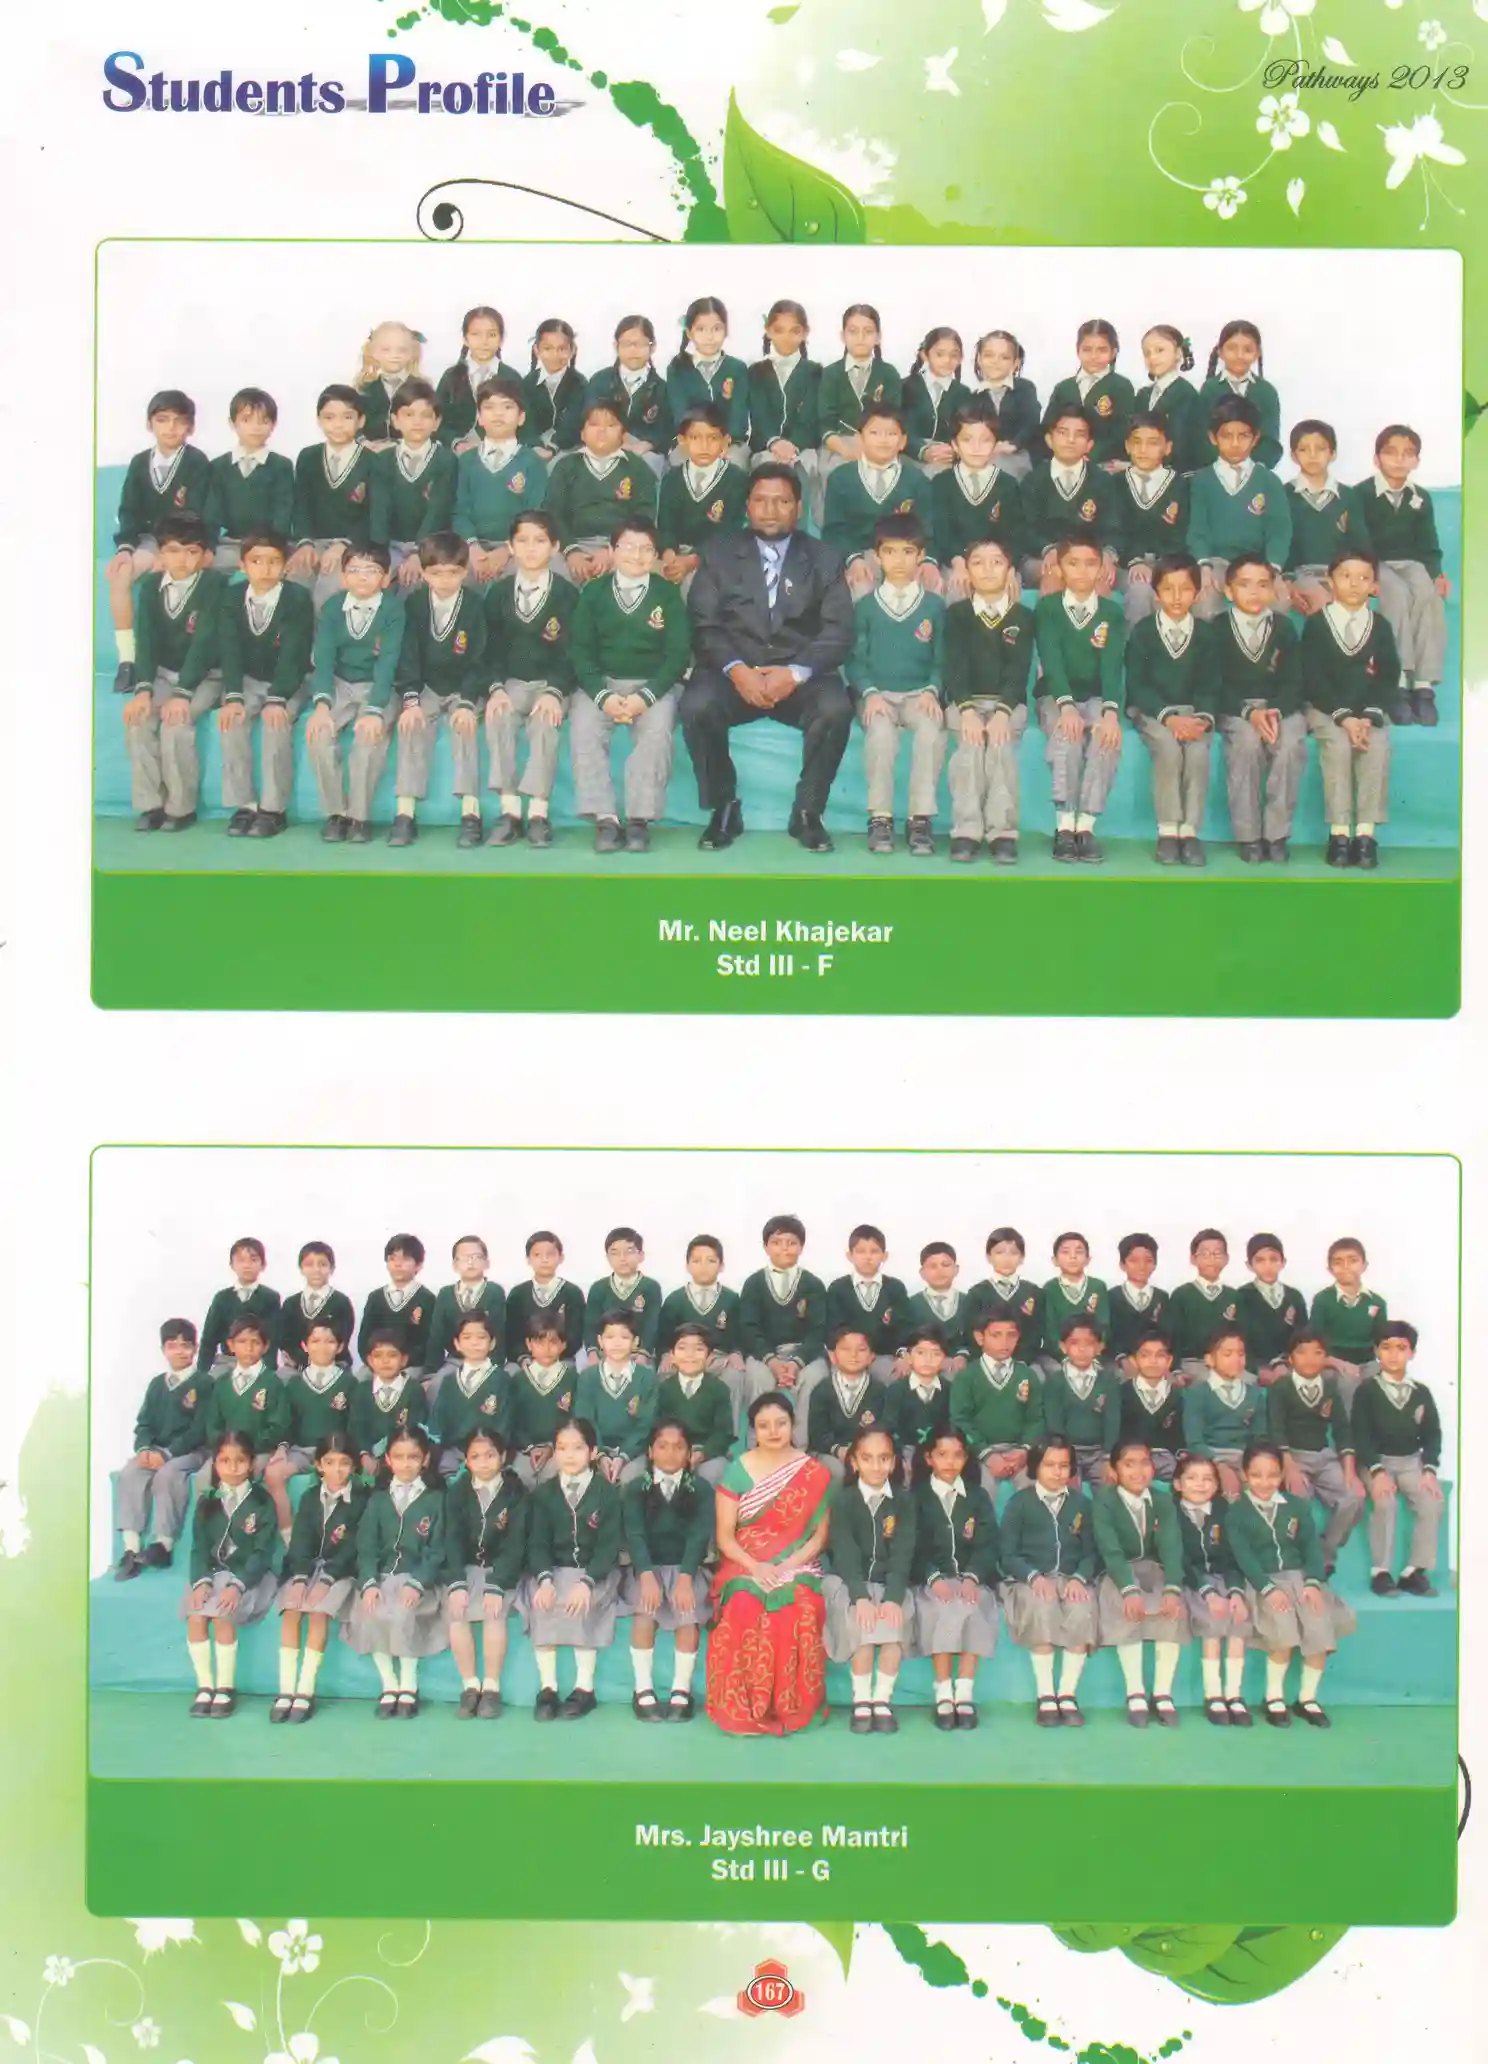 Students Profile
Pathways 2013
Mr. Neel Khajekar
Std III - F
Mrs. Jayshree Mantri
Std III - G
167